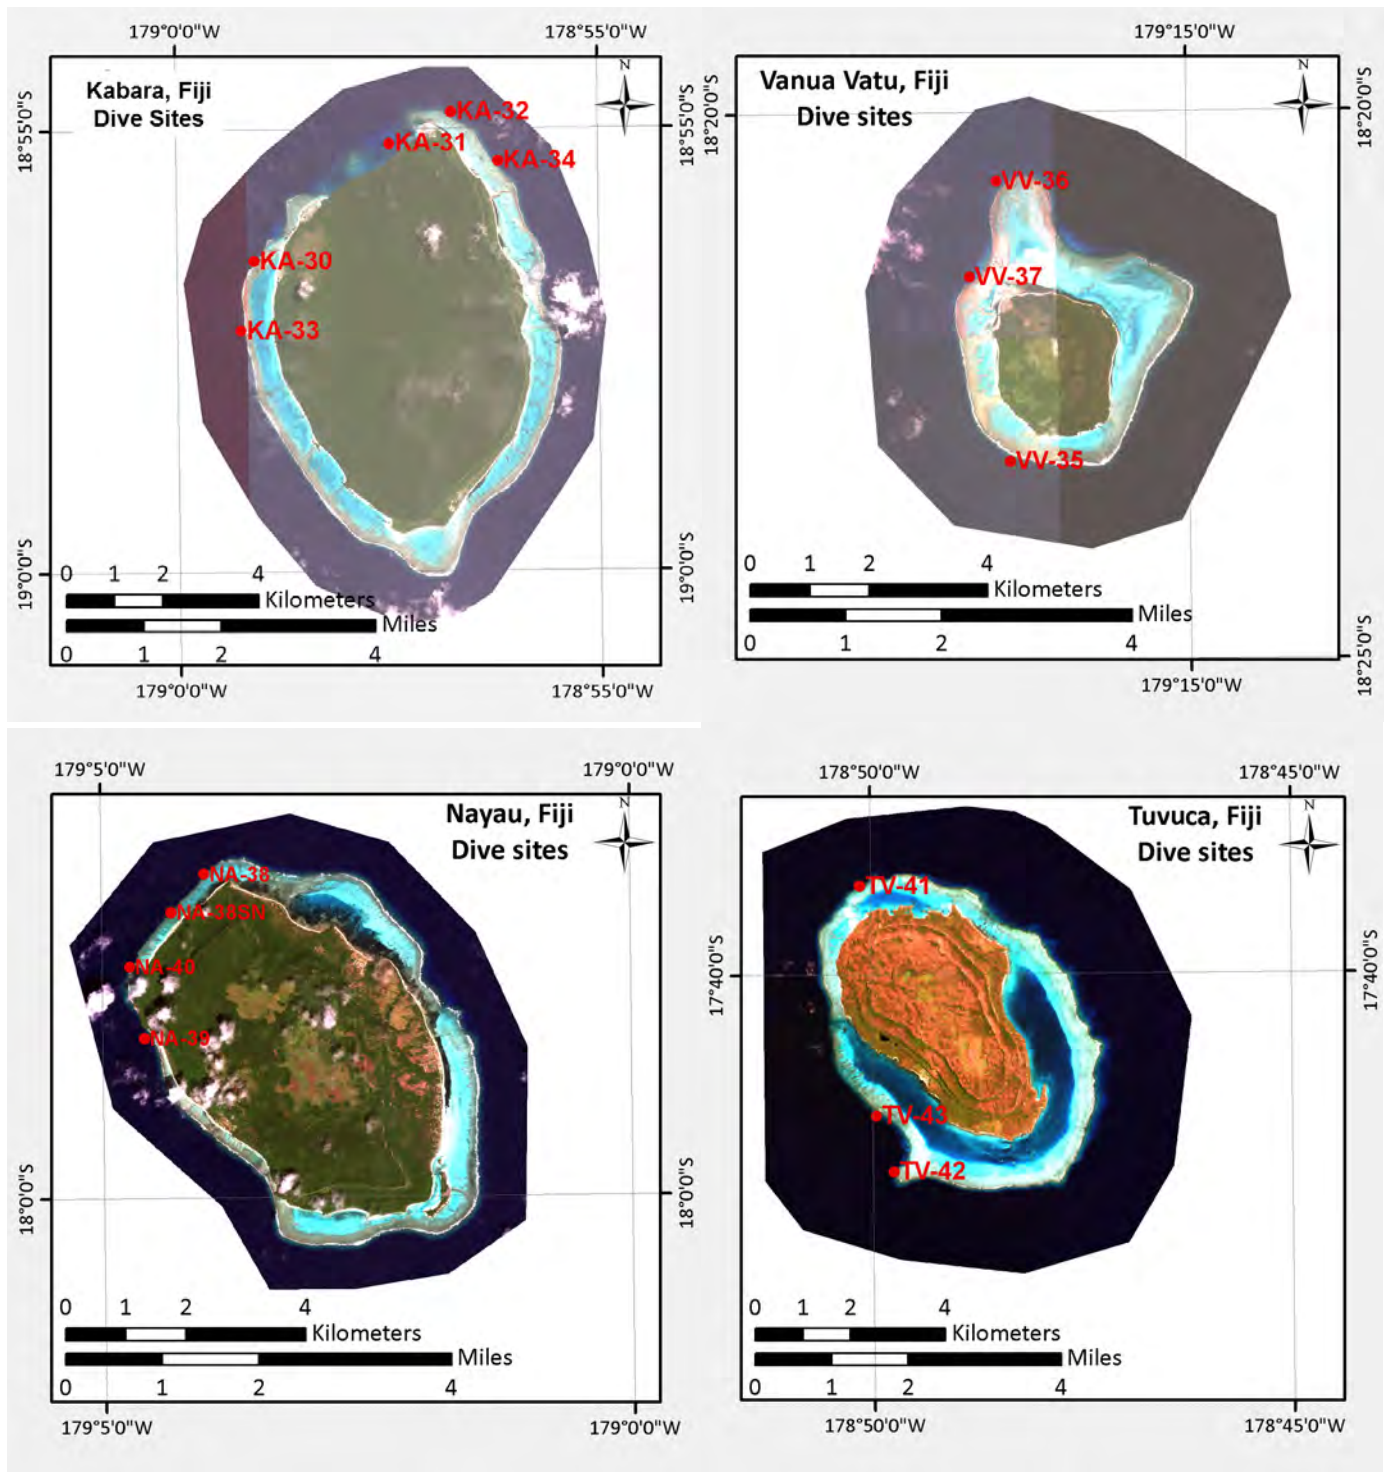 179°0'0"W 178°55'0"W
N
Kabara, Fiji
Dive Sites
18°55'0"S
18°55'0"S
KA-32
KA-31
KA-34
KA-30
KA-33
19°0'0"S
19°0'0"S
0 1 2 4
Kilometers
Miles
0 1 2 4
179°0'0"W 178°55'0"W
179°15'0"W
N
Vanua Vatu, Fiji
Dive sites
18°20'0"S
18°20'0"S
VV-36
VV-37
VV-35
0 1 2 4
Kilometers
Miles
0 1 2 4
18°25'0"S
179°15'0"W
179°5'0"W 179°0'0"W
N
Nayau, Fiji
Dive sites
NA-38
NA-38SN
NA-40
NA-39
18°0'0"S
18°0'0"S
0 1 2 4
Kilometers
Miles
0 1 2 4
179°5'0"W 179°0'0"W
178°50'0"W 178°45'0"W
N
Tuvuca, Fiji
Dive sites
TV-41
17°40'0"S
17°40'0"S
TV-43
TV-42
0 1 2 4
Kilometers
Miles
0 1 2 4
178°50'0"W 178°45'0"W